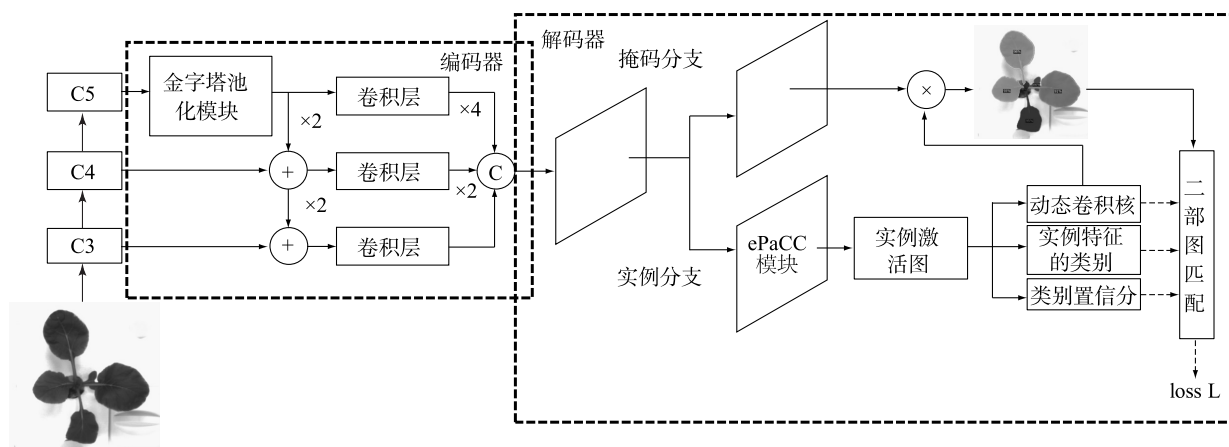 解码器
编码器
掩码分支
C5
金字塔池
化模块
卷积层
×4
×
×2
C4
+
卷积层
C
×2
×2
C3
+
卷积层
ePaCC
模块
实例激
活图
动态卷积核
实例特征
的类别
类别置信分
实例分支
二部图匹配
loss L